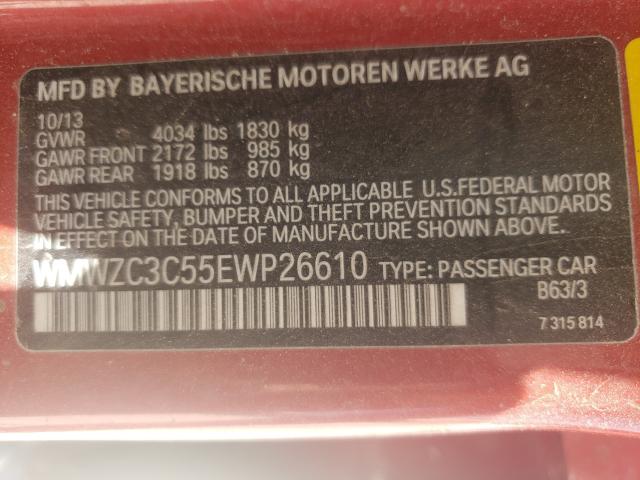 MFD BY BAYERISCHE MOTOREN WERKE AG
10/13
GVWR 4034 lbs 1830 kg
GAWR FRONT 2172 lbs 985 kg
GAWR REAR 1918 lbs 870 kg
THIS VEHICLE CONFORMS TO ALL APPLICABLE U.S.FEDERAL MOTOR
VEHICLE SAFETY, BUMPER AND THEFT PREVENTION STANDARDS
IN EFFECT ON THE DATE OF MANUFACTURE SHOWN ABOVE.
WMWZC3C55EWP26610 TYPE: PASSENGER CAR
B63/3
7 315 814